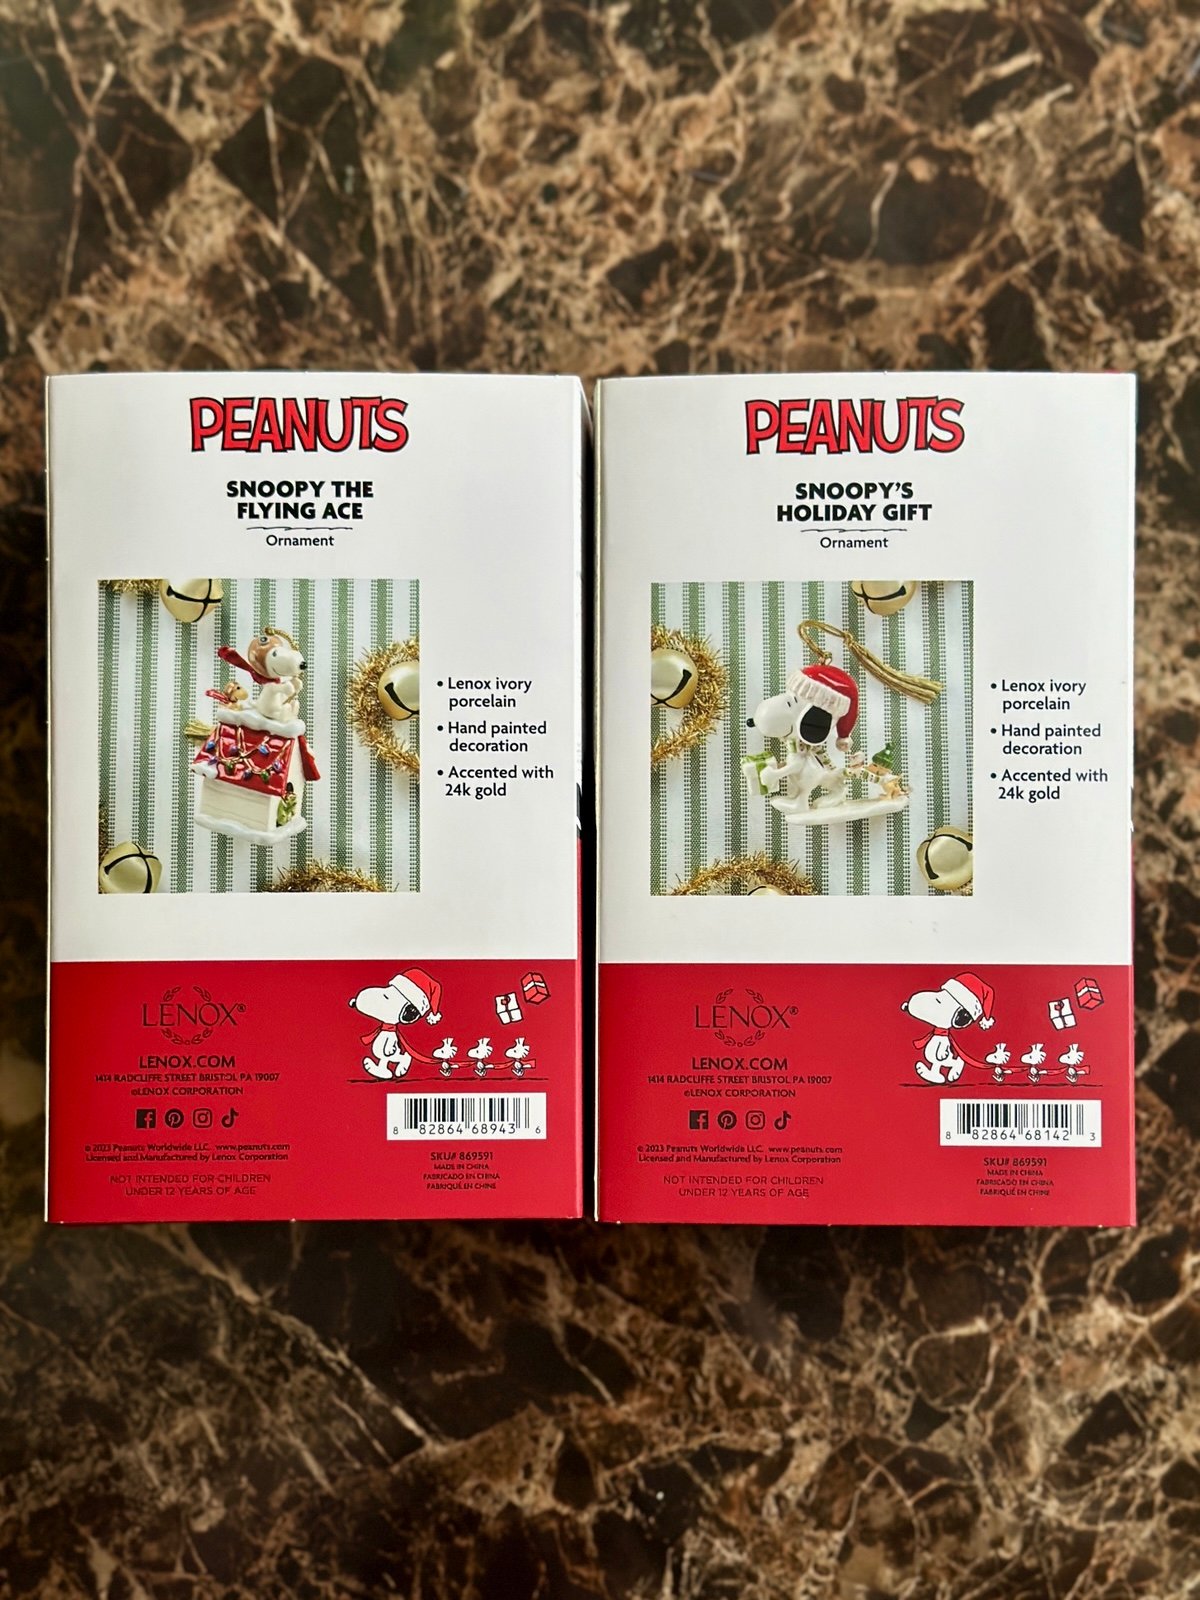 PEANUTS
SNOOPY THE
FLYING ACE
Ornament
• Lenox ivory
porcelain
• Hand painted
decoration
• Accented with
24k gold
LENOX®
LENOX.COM
1414 RADCLIFFE STREET BRISTOL PA 19007
©LENOX CORPORATION
© 2023 Peanuts Worldwide LLC. www.peanuts.com
Licensed and Manufactured by Lenox Corporation
NOT INTENDED FOR CHILDREN
UNDER 12 YEARS OF AGE
8 82864 68943 6
SKU# 869591
MADE IN CHINA
FABRICADO EN CHINA
FABRIQUÉ EN CHINE
PEANUTS
SNOOPY'S
HOLIDAY GIFT
Ornament
• Lenox ivory
porcelain
• Hand painted
decoration
• Accented with
24k gold
LENOX®
LENOX.COM
1414 RADCLIFFE STREET BRISTOL PA 19007
©LENOX CORPORATION
© 2023 Peanuts Worldwide LLC. www.peanuts.com
Licensed and Manufactured by Lenox Corporation
NOT INTENDED FOR CHILDREN
UNDER 12 YEARS OF AGE
8 82864 68142 3
SKU# 869591
MADE IN CHINA
FABRICADO EN CHINA
FABRIQUÉ EN CHINE